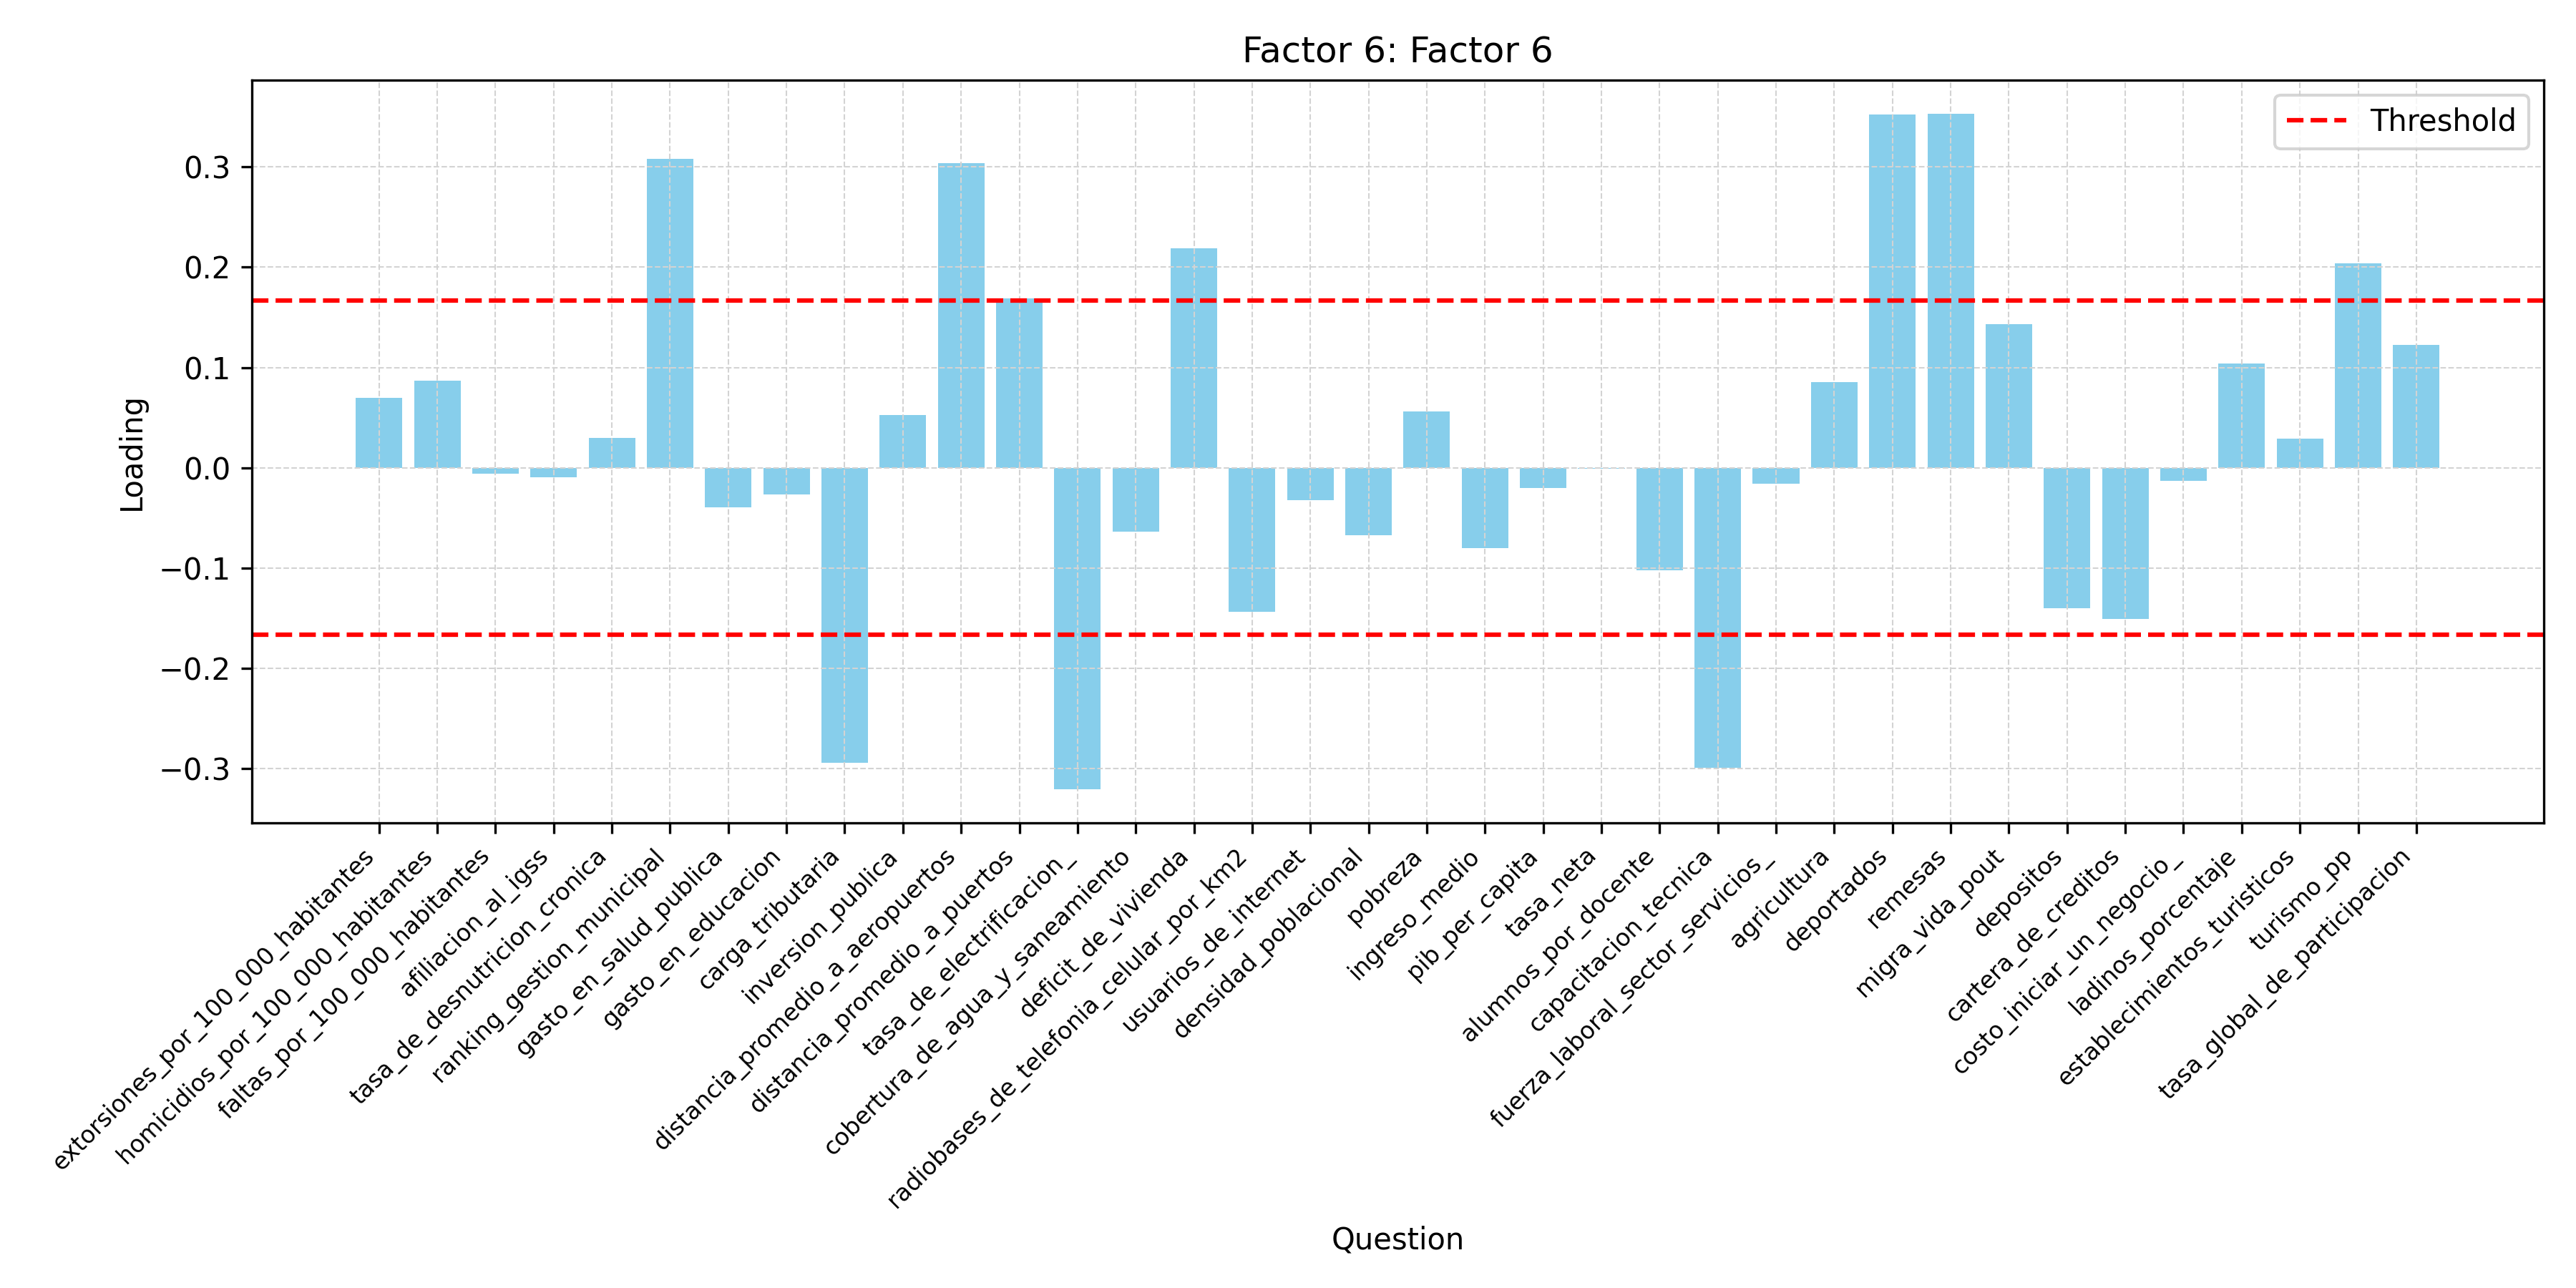 Factor 6: Factor 6
Threshold
Loading
0.3
0.2
0.1
0.0
−0.1
−0.2
−0.3
extorsiones_por_100_000_habitantes
homicidios_por_100_000_habitantes
faltas_por_100_000_habitantes
afiliacion_al_igss
tasa_de_desnutricion_cronica
ranking_gestion_municipal
gasto_en_salud_publica
gasto_en_educacion
carga_tributaria
inversion_publica
distancia_promedio_a_aeropuertos
distancia_promedio_a_puertos
tasa_de_electrificacion_
cobertura_de_agua_y_saneamiento
deficit_de_vivienda
radiobases_de_telefonia_celular_por_km2
usuarios_de_internet
densidad_poblacional
pobreza
ingreso_medio
pib_per_capita
tasa_neta
alumnos_por_docente
capacitacion_tecnica
fuerza_laboral_sector_servicios_
agricultura
deportados
remesas
migra_vida_pout
depositos
cartera_de_creditos
costo_iniciar_un_negocio_
ladinos_porcentaje
establecimientos_turisticos
turismo_pp
tasa_global_de_participacion
Question